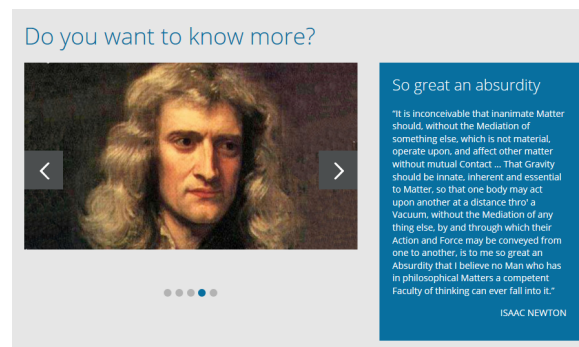 Do you want to know more?
So great an absurdity
“It is inconceivable that inanimate Matter
should, without the Mediation of
something else, which is not material,
operate upon, and affect other matter
without mutual Contact ... That Gravity
should be innate, inherent and essential
to Matter, so that one body may act
upon another at a distance thro' a
Vacuum, without the Mediation of any
thing else, by and through which their
Action and Force may be conveyed from
one to another, is to me so great an
Absurdity that I believe no Man who has
in philosophical Matters a competent
Faculty of thinking can ever fall into it.”
ISAAC NEWTON